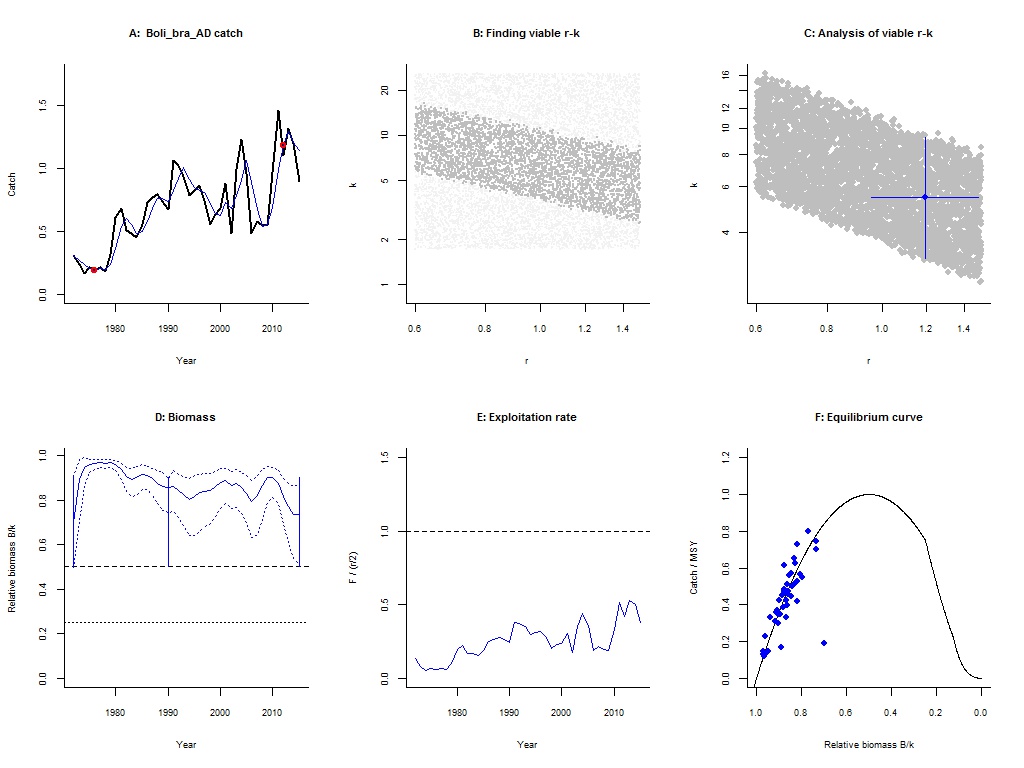 A: Boli_bra_AD catch
Catch
0.0 0.5 1.0 1.5
1980 1990 2000 2010
Year
B: Finding viable r-k
k
1 2 5 10 20
0.6 0.8 1.0 1.2 1.4
r
C: Analysis of viable r-k
k
4 6 8 10 12 16
0.6 0.8 1.0 1.2 1.4
r
D: Biomass
Relative biomass B/k
0.0 0.2 0.4 0.6 0.8 1.0
1980 1990 2000 2010
Year
E: Exploitation rate
F / (r/2)
0.0 0.5 1.0 1.5
1980 1990 2000 2010
Year
F: Equilibrium curve
Catch / MSY
0.0 0.2 0.4 0.6 0.8 1.0 1.2
1.0 0.8 0.6 0.4 0.2 0.0
Relative biomass B/k